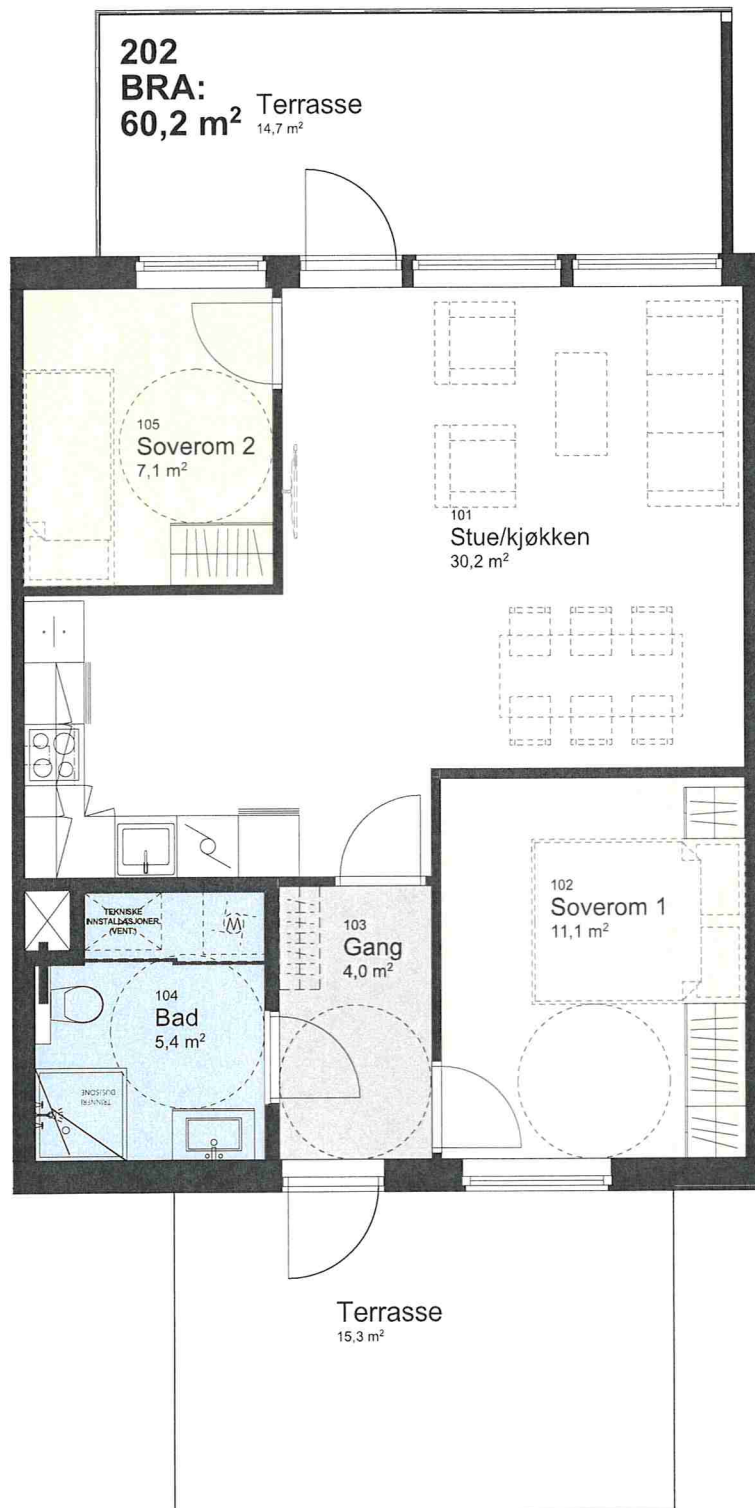 202
BRA:
60,2 m²
Terrasse
14,7 m²
105
Soverom 2
7,1 m²
101
Stue/kjøkken
30,2 m²
TEKNISKE
INNSTALLASJONER
(VENT.)
W
103
Gang
4,0 m²
102
Soverom 1
11,1 m²
104
Bad
5,4 m²
TRINNFRI
DUSJSONE
Terrasse
15,3 m²